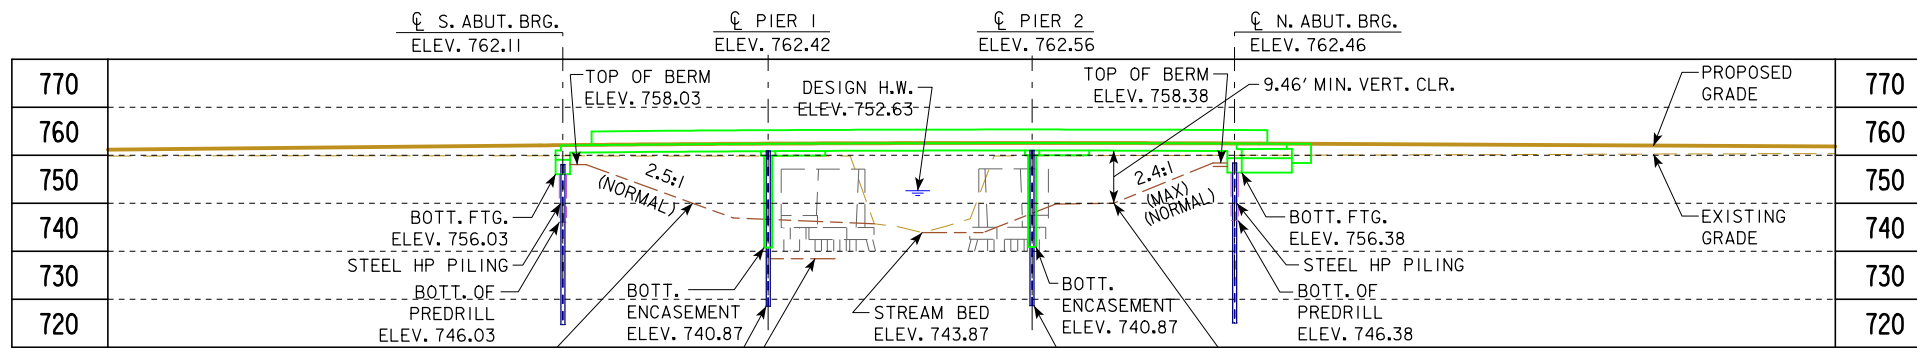 ℄ S. ABUT. BRG.
ELEV. 762.11
℄ PIER 1
ELEV. 762.42
℄ PIER 2
ELEV. 762.56
℄ N. ABUT. BRG.
ELEV. 762.46
770
760
750
740
730
720
TOP OF BERM
ELEV. 758.03
DESIGN H.W.
ELEV. 752.63
TOP OF BERM
ELEV. 758.38
9.46' MIN. VERT. CLR.
PROPOSED
GRADE
2.5:1
(NORMAL)
2.4:1
(MAX)
(NORMAL)
BOTT. FTG.
ELEV. 756.03
STEEL HP PILING
BOTT. OF
PREDRILL
ELEV. 746.03
BOTT.
ENCASEMENT
ELEV. 740.87
STREAM BED
ELEV. 743.87
BOTT.
ENCASEMENT
ELEV. 740.87
BOTT. FTG.
ELEV. 756.38
STEEL HP PILING
BOTT. OF
PREDRILL
ELEV. 746.38
EXISTING
GRADE
770
760
750
740
730
720